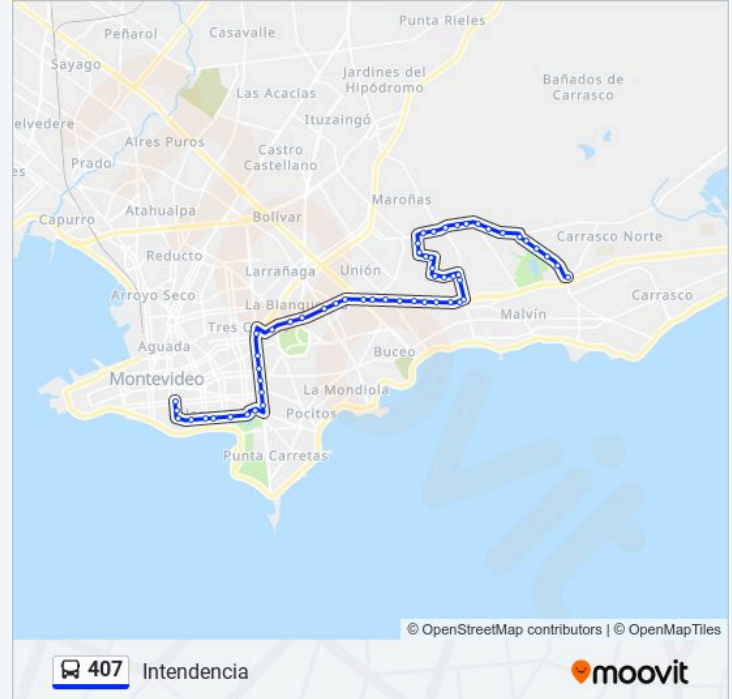 Peñarol
Casavalle
Punta Rieles
Sayago
Jardines del
Hipódromo
Bañados de
Carrasco
Las Acacias
Ituzaingó
elvedere
Aires Puros
Castro
Castellano
Prado
es
Maroñas
Capurro
Atahualpa
Bolívar
Carrasco Norte
Reducto
Larrañaga
Unión
Arroyo Seco
La Blanqu
Carrasco
Malvín
Tres C
Aguada
Buceo
Montevideo
La Mondiola
Pocitos
Punta Carretas
© OpenStreetMap contributors | © OpenMapTiles
407 Intendencia
moovit